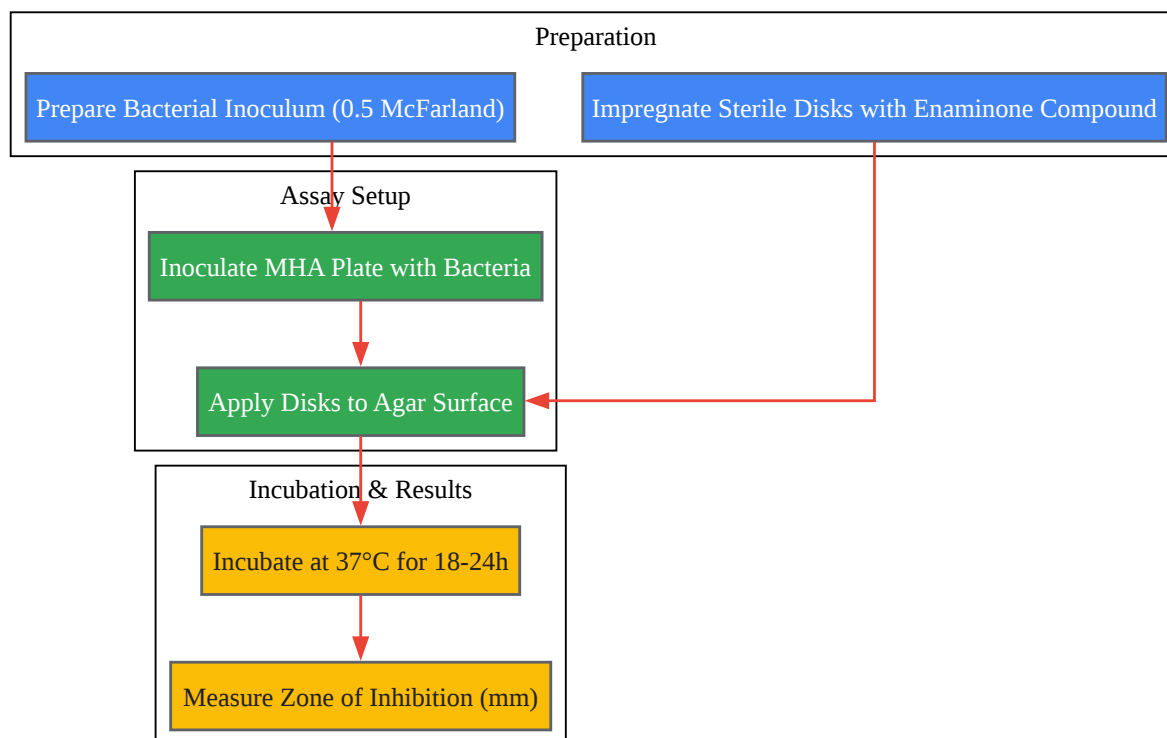 Preparation
Prepare Bacterial Inoculum (0.5 McFarland)
Impregnate Sterile Disks with Enaminone Compound
Assay Setup
Inoculate MHA Plate with Bacteria
Apply Disks to Agar Surface
Incubation & Results
Incubate at 37°C for 18-24h
Measure Zone of Inhibition (mm)